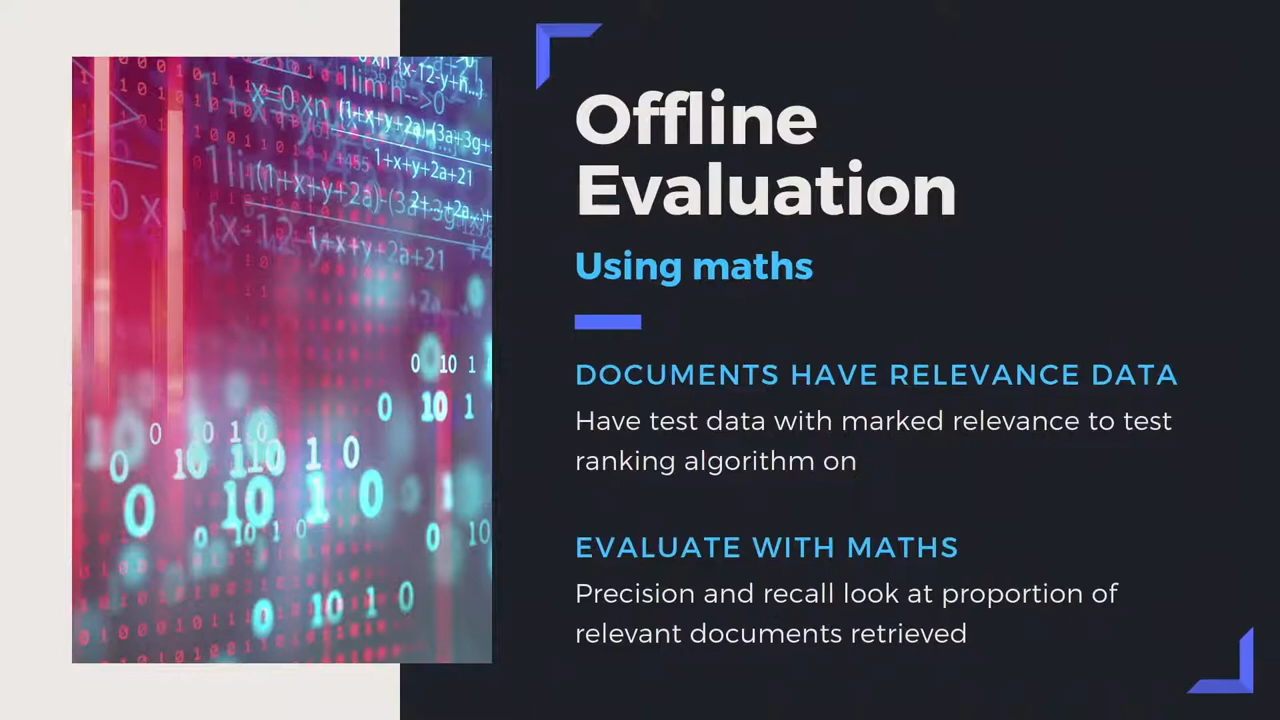 Offline
Evaluation
Using maths
DOCUMENTS HAVE RELEVANCE DATA
Have test data with marked relevance to test
ranking algorithm on
EVALUATE WITH MATHS
Precision and recall look at proportion of
relevant documents retrieved